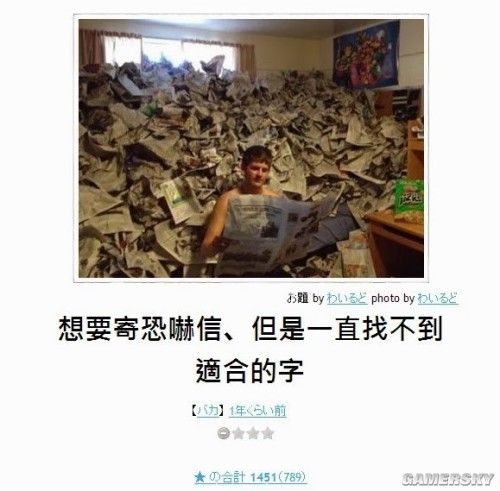 お題 by わいるど photo by わいるど
想要寄恐嚇信、但是一直找不到
適合的字
【バカ】 1年くらい前
★の合計 1451(789)
GAMERSKY